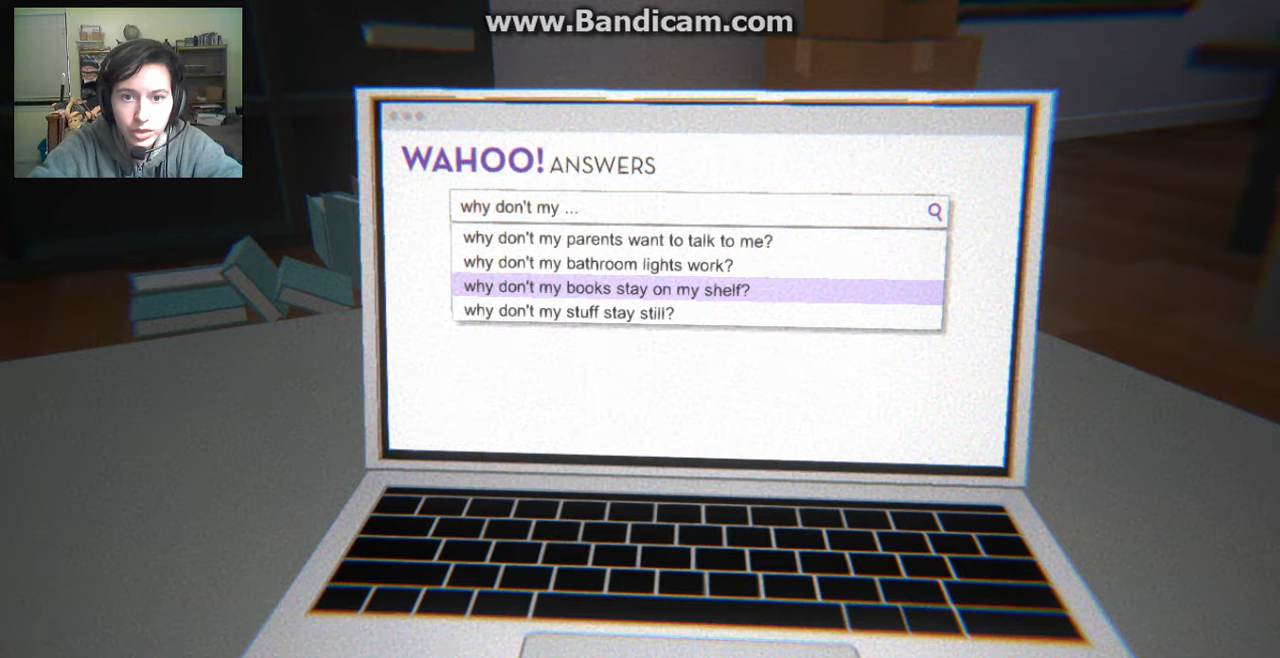 www.Bandicam.com
WAHOO! ANSWERS
why don't my ...
why don't my parents want to talk to me?
why don't my bathroom lights work?
why don't my books stay on my shelf?
why don't my stuff stay still?